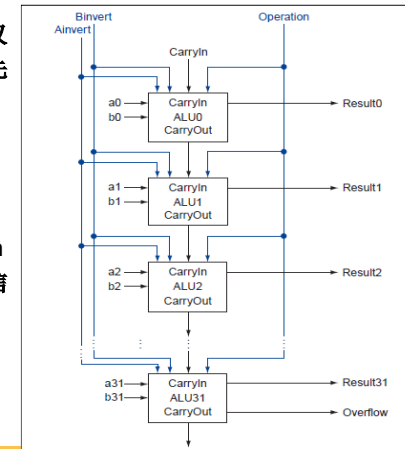 Binvert Operation
Ainvert
CarryIn
a0 CarryIn Result0
b0 ALU0
CarryOut
a1 CarryIn Result1
b1 ALU1
CarryOut
a2 CarryIn Result2
b2 ALU2
CarryOut
a31 CarryIn Result31
b31 ALU31
CarryOut Overflow